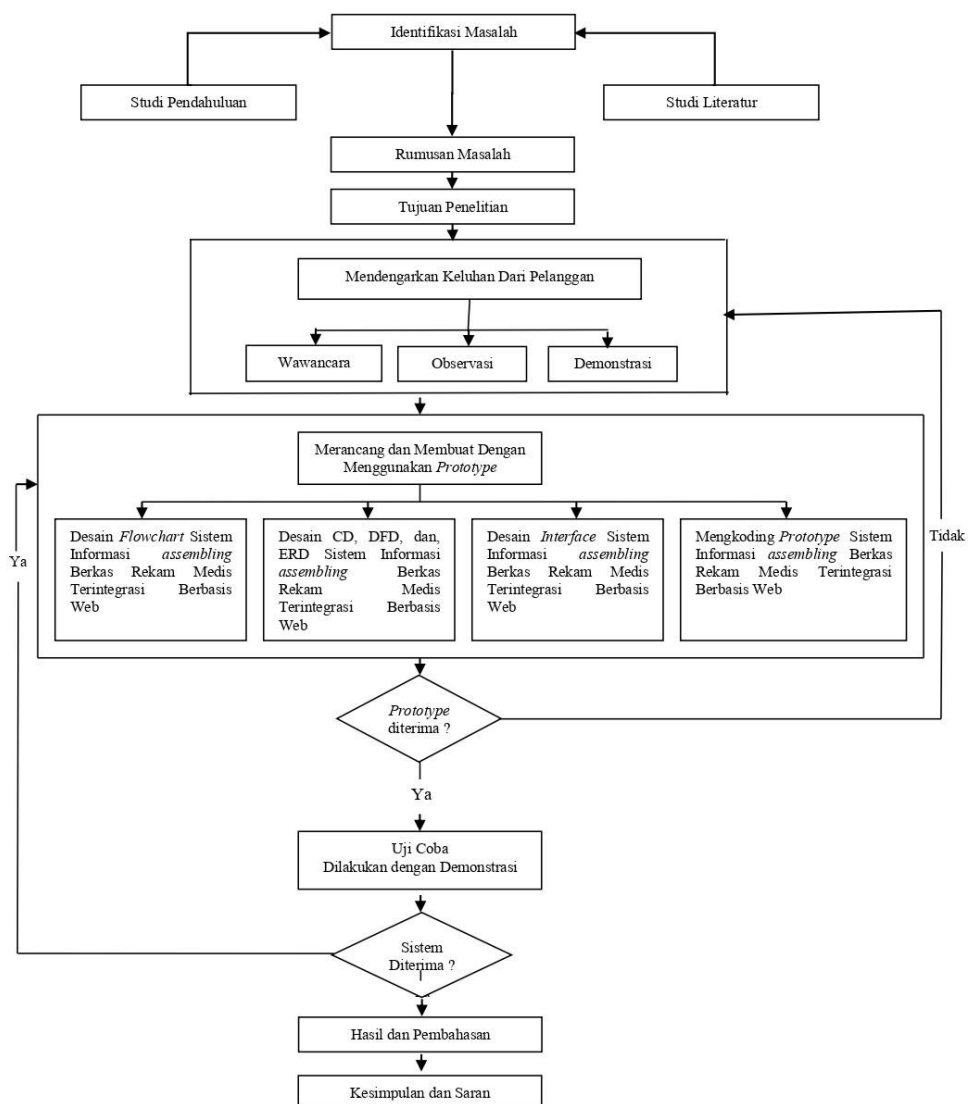 Identifikasi Masalah
Studi Pendahuluan
Studi Literatur
Rumusan Masalah
Tujuan Penelitian
Mendengarkan Keluhan Dari Pelanggan
Wawancara
Observasi
Demonstrasi
Merancang dan Membuat Dengan
Menggunakan Prototype
Desain Flowchart Sistem
Informasi assembling
Berkas Rekam Medis
Terintegrasi Berbasis
Web
Desain CD, DFD, dan,
ERD Sistem Informasi
assembling Berkas
Rekam Medis
Terintegrasi Berbasis
Web
Desain Interface Sistem
Informasi assembling
Berkas Rekam Medis
Terintegrasi Berbasis
Web
Mengkoding Prototype Sistem
Informasi assembling Berkas
Rekam Medis Terintegrasi
Berbasis Web
Ya
Tidak
Prototype
diterima ?
Ya
Uji Coba
Dilakukan dengan Demonstrasi
Sistem
Diterima ?
Hasil dan Pembahasan
Kesimpulan dan Saran